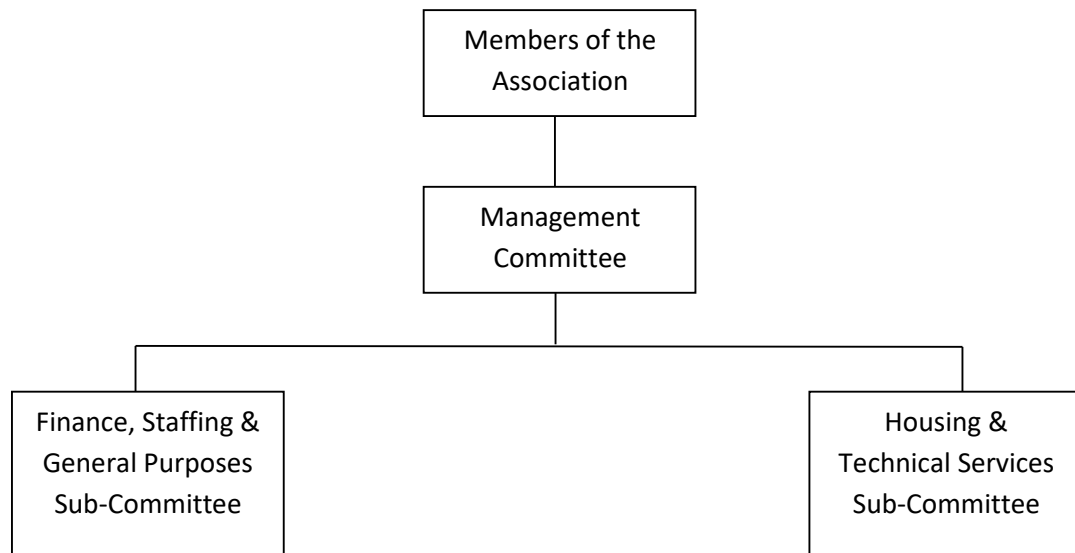 Members of the
Association
Management
Committee
Finance, Staffing &
General Purposes
Sub-Committee
Housing &
Technical Services
Sub-Committee